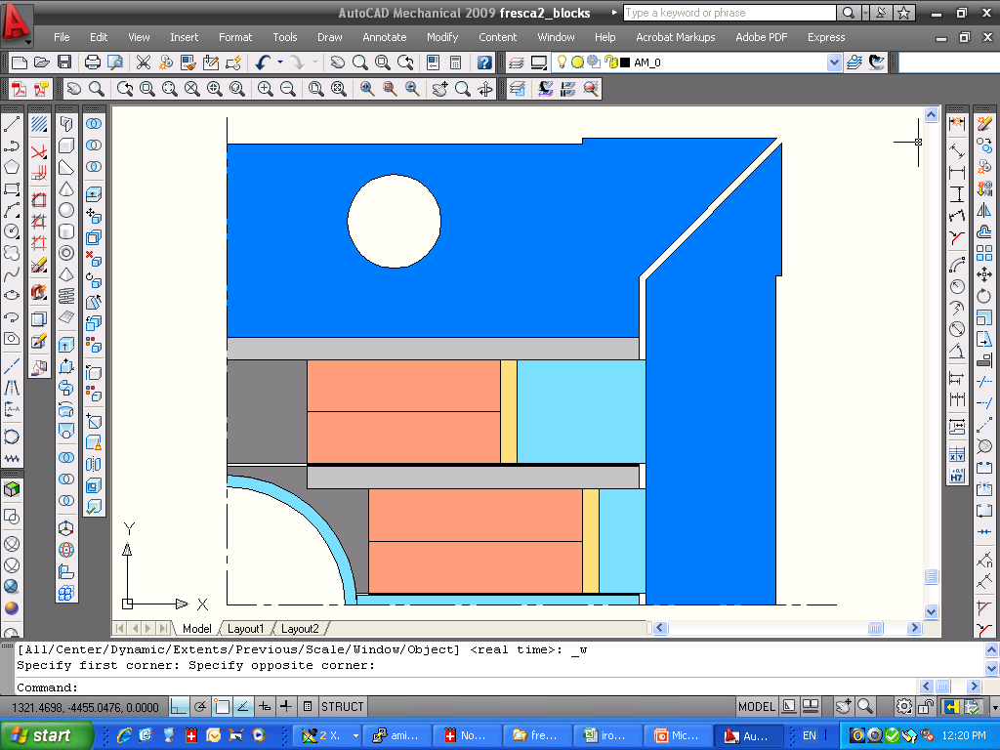 AutoCAD Mechanical 2009 fresca2_blocks
Type a keyword or phrase
File Edit View Insert Format Tools Draw Annotate Modify Content Window Help Acrobat Markups Adobe PDF Express
AM_0
X Y
+0.1
H7
Y
X
Model Layout1 Layout2
[All/Center/Dynamic/Extents/Previous/Scale/Window/Object] <real time>: _w
Specify first corner: Specify opposite corner:
Command:
1321.4698, -4455.0476, 0.0000 STRUCT MODEL
start 2 X. ami... No... fre... iro... Mic... Au... EN 12:20 PM